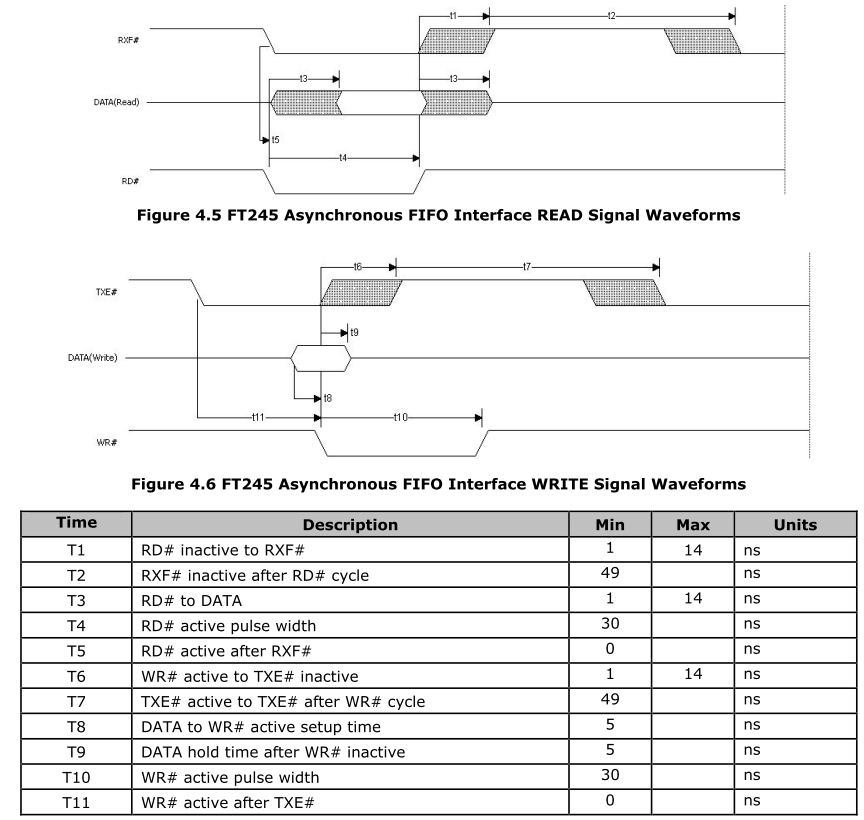 t1
t2
RXF#
t3
t3
DATA(Read)
t5
t4
RD#
Figure 4.5 FT245 Asynchronous FIFO Interface READ Signal Waveforms
t6
t7
TXE#
t9
DATA(Write)
t8
t11
t10
WR#
Figure 4.6 FT245 Asynchronous FIFO Interface WRITE Signal Waveforms
Time Description Min Max Units
T1 RD# inactive to RXF# 1 14 ns
T2 RXF# inactive after RD# cycle 49 ns
T3 RD# to DATA 1 14 ns
T4 RD# active pulse width 30 ns
T5 RD# active after RXF# 0 ns
T6 WR# active to TXE# inactive 1 14 ns
T7 TXE# active to TXE# after WR# cycle 49 ns
T8 DATA to WR# active setup time 5 ns
T9 DATA hold time after WR# inactive 5 ns
T10 WR# active pulse width 30 ns
T11 WR# active after TXE# 0 ns